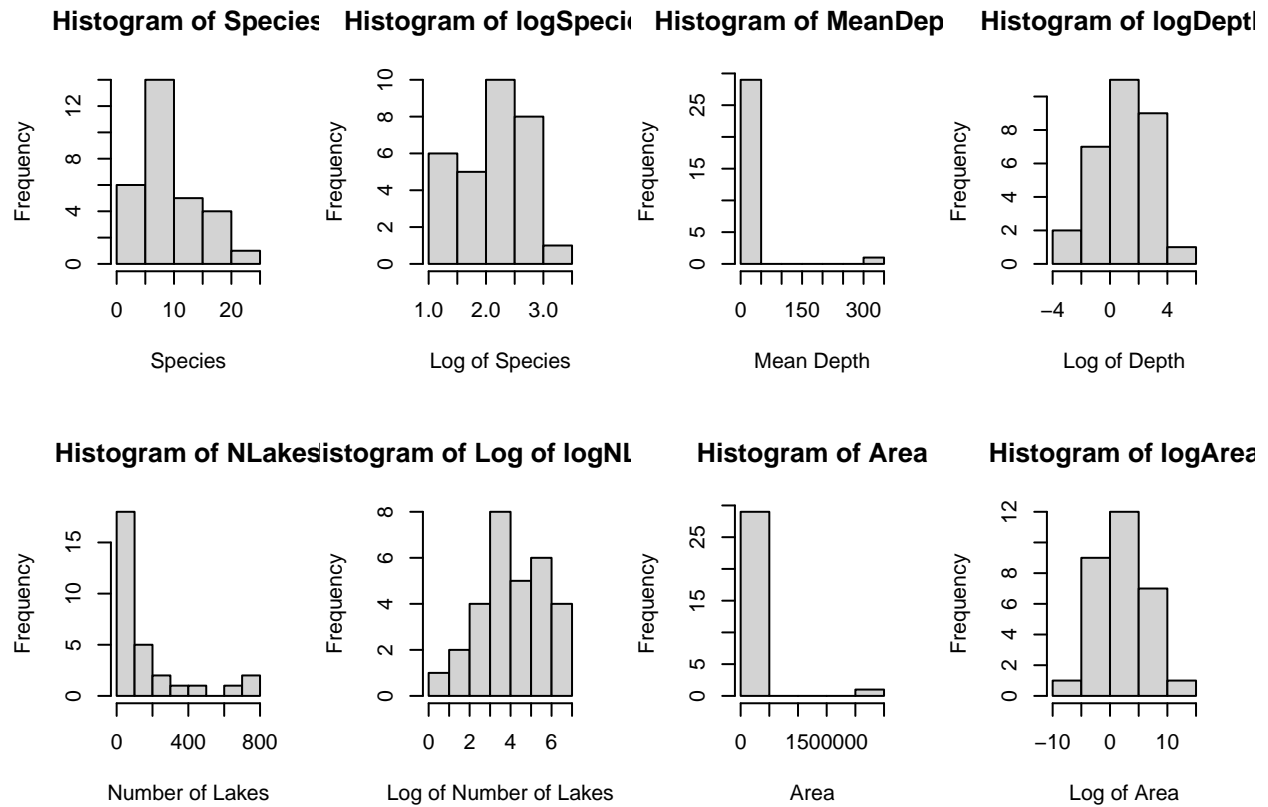 Histogram of Species
Histogram of logSpeci
Histogram of MeanDep
Histogram of logDept
Frequency
0 4 8 12
0 10 20
Species
Frequency
0 2 4 6 8 10
1.0 2.0 3.0
Log of Species
Frequency
0 5 15 25
0 150 300
Mean Depth
Frequency
0 2 4 6 8
−4 0 4
Log of Depth
Histogram of NLakes
istogram of Log of logNL
Histogram of Area
Histogram of logArea
Frequency
0 5 10 15
0 400 800
Number of Lakes
Frequency
0 2 4 6 8
0 2 4 6
Log of Number of Lakes
Frequency
0 5 15 25
0 1500000
Area
Frequency
0 2 4 6 8 10 12
−10 0 10
Log of Area